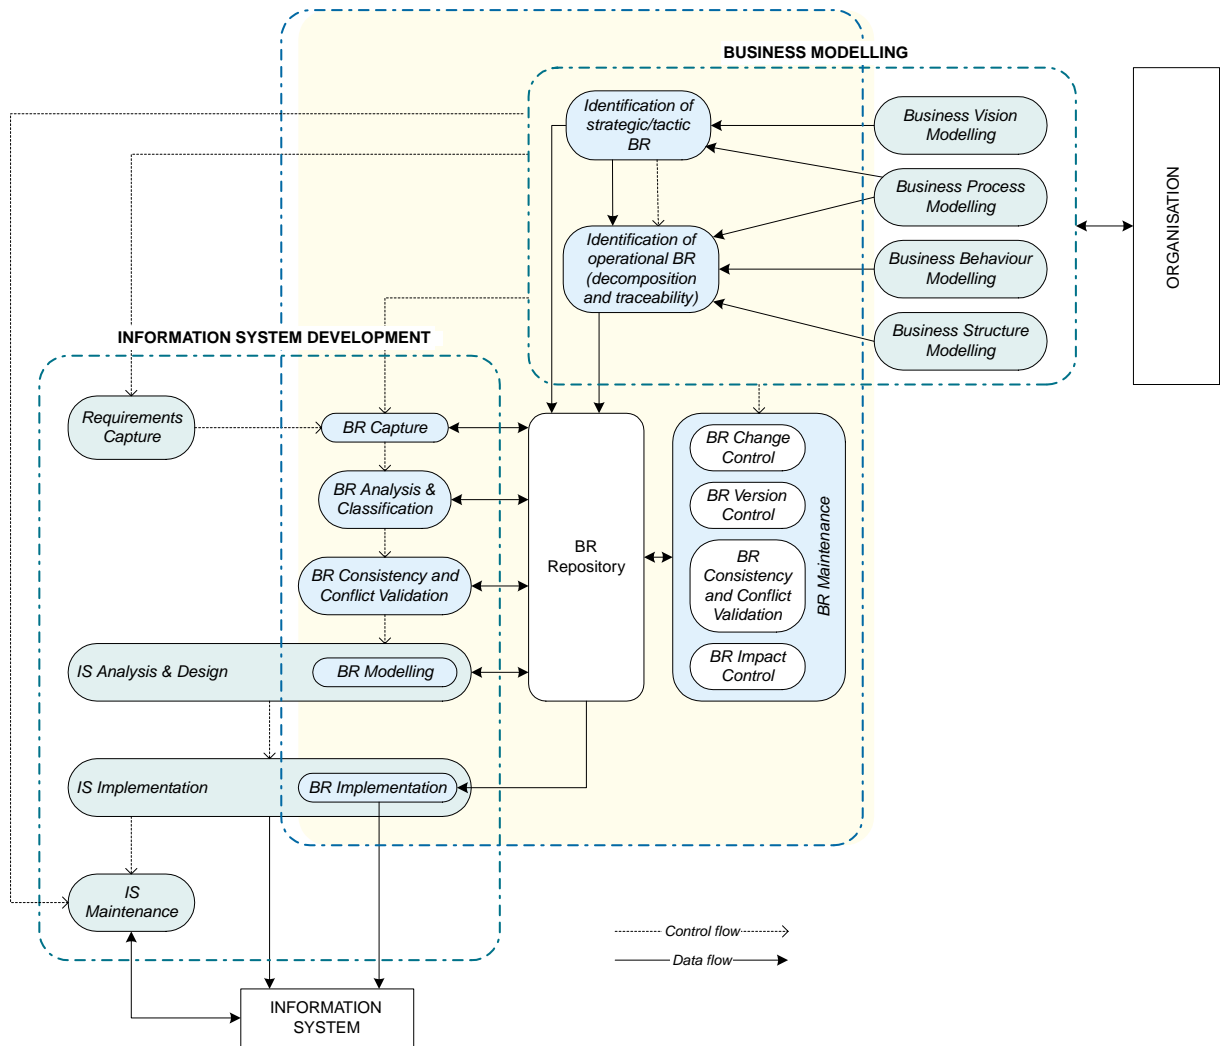 BUSINESS MODELLING
Identification of
strategic/tactic
BR
Business Vision
Modelling
Business Process
Modelling
ORGANISATION
Identification of
operational BR
(decomposition
and traceability)
Business Behaviour
Modelling
Business Structure
Modelling
INFORMATION SYSTEM DEVELOPMENT
Requirements
Capture
BR Capture
BR Analysis &
Classification
BR Consistency and
Conflict Validation
IS Analysis & Design
BR Modelling
BR
Repository
BR Change
Control
BR Version
Control
BR
Consistency
and Conflict
Validation
BR Impact
Control
BR Maintenance
IS Implementation
BR Implementation
IS
Maintenance
Control flow
Data flow
INFORMATION
SYSTEM